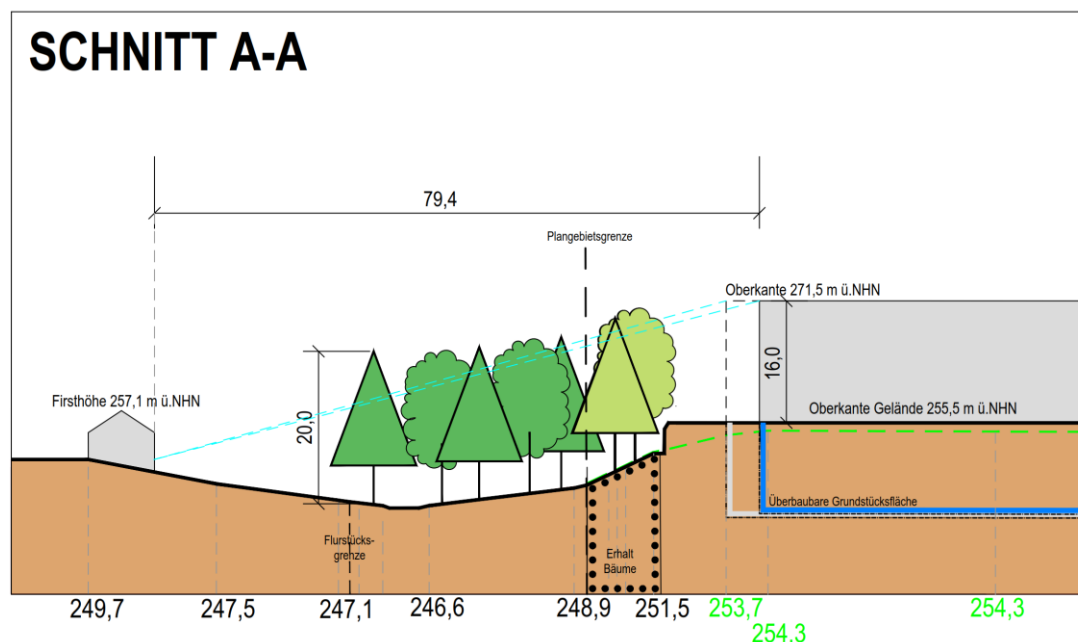 SCHNITT A-A
79,4
Plangebietsgrenze
Oberkante 271,5 m ü.NHN
16,0
Firsthöhe 257,1 m ü.NHN
20,0
Oberkante Gelände 255,5 m ü.NHN
Überbaubare Grundstücksfläche
Flurstücks-
grenze
Erhalt
Bäume
249,7 247,5 247,1 246,6 248,9 251,5 253,7 254,3
254.3